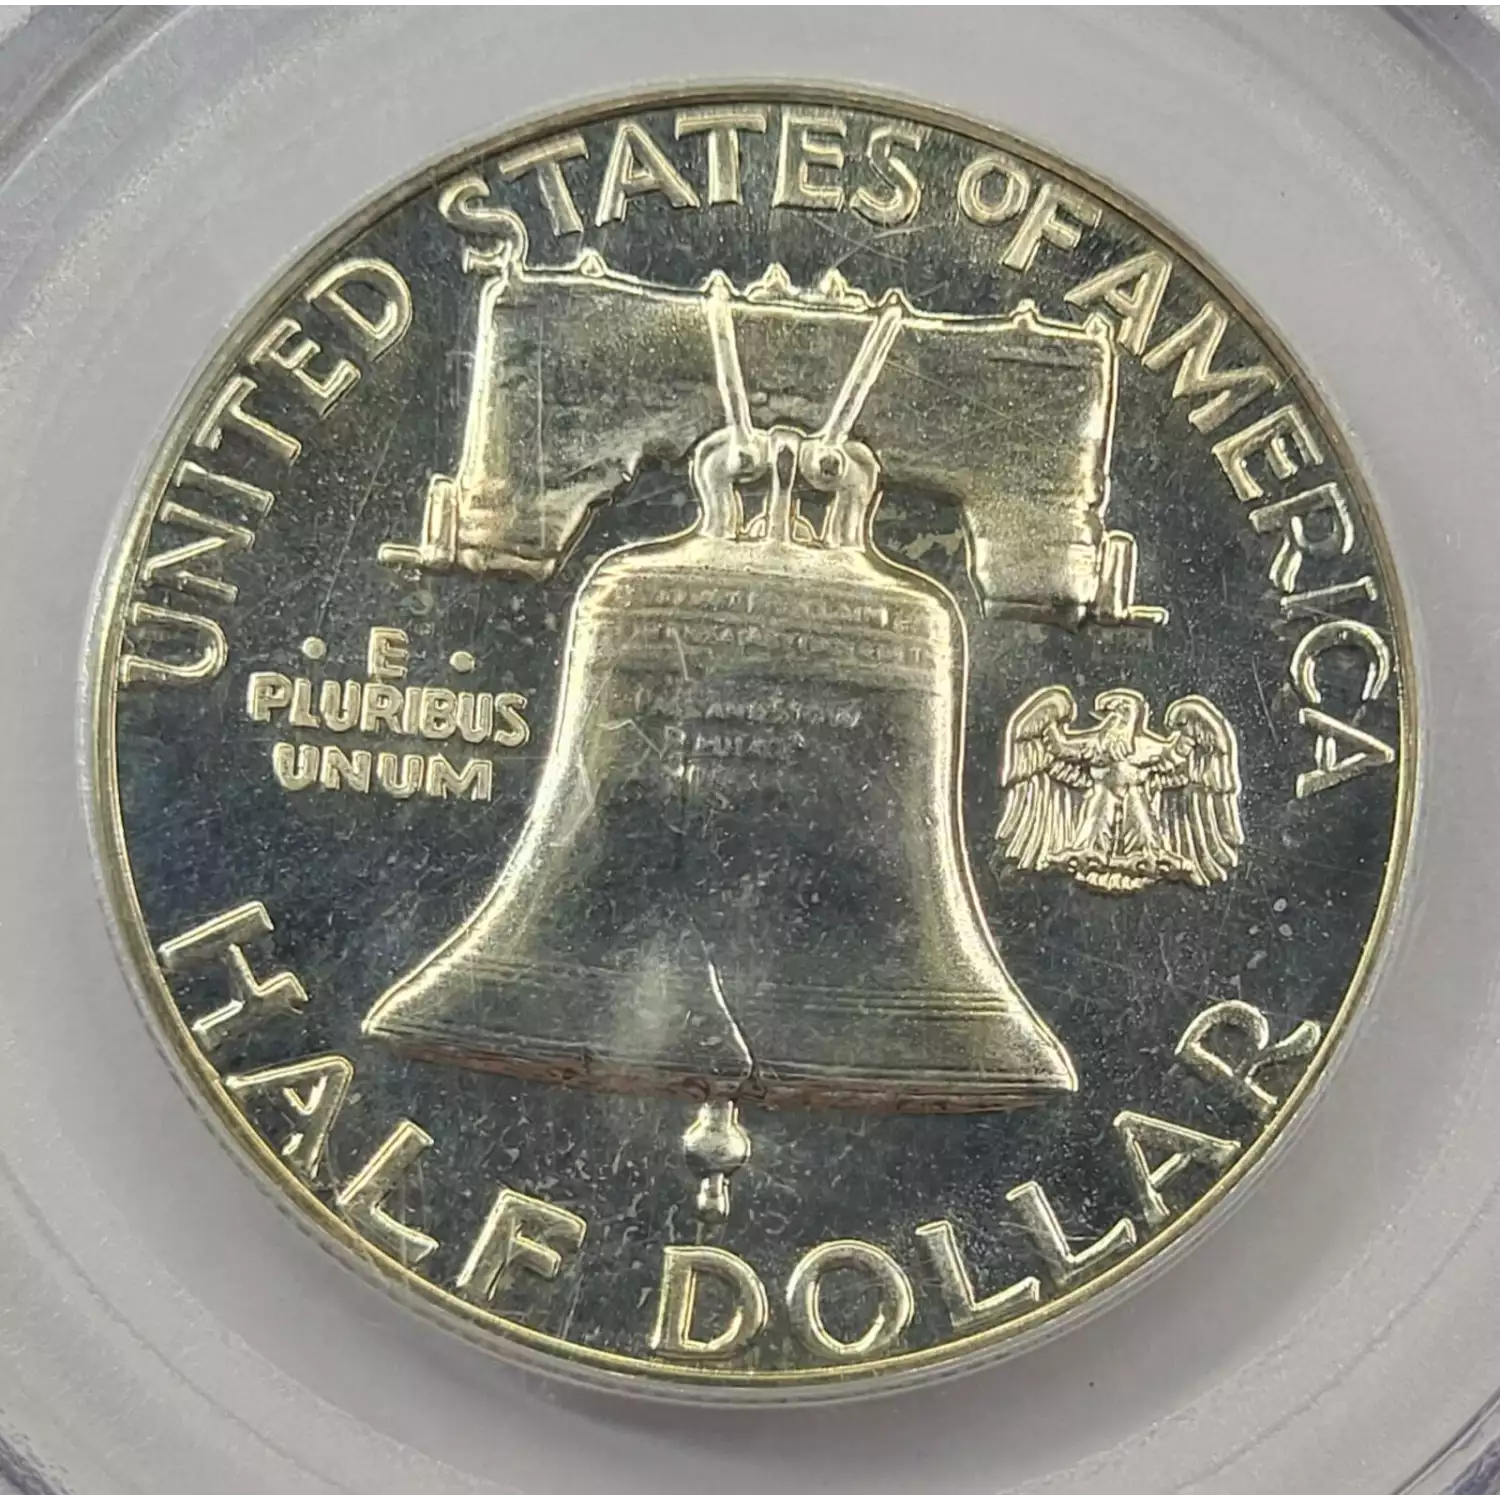 UNITED STATES OF AMERICA
· E ·
PLURIBUS
UNUM
HALF DOLLAR